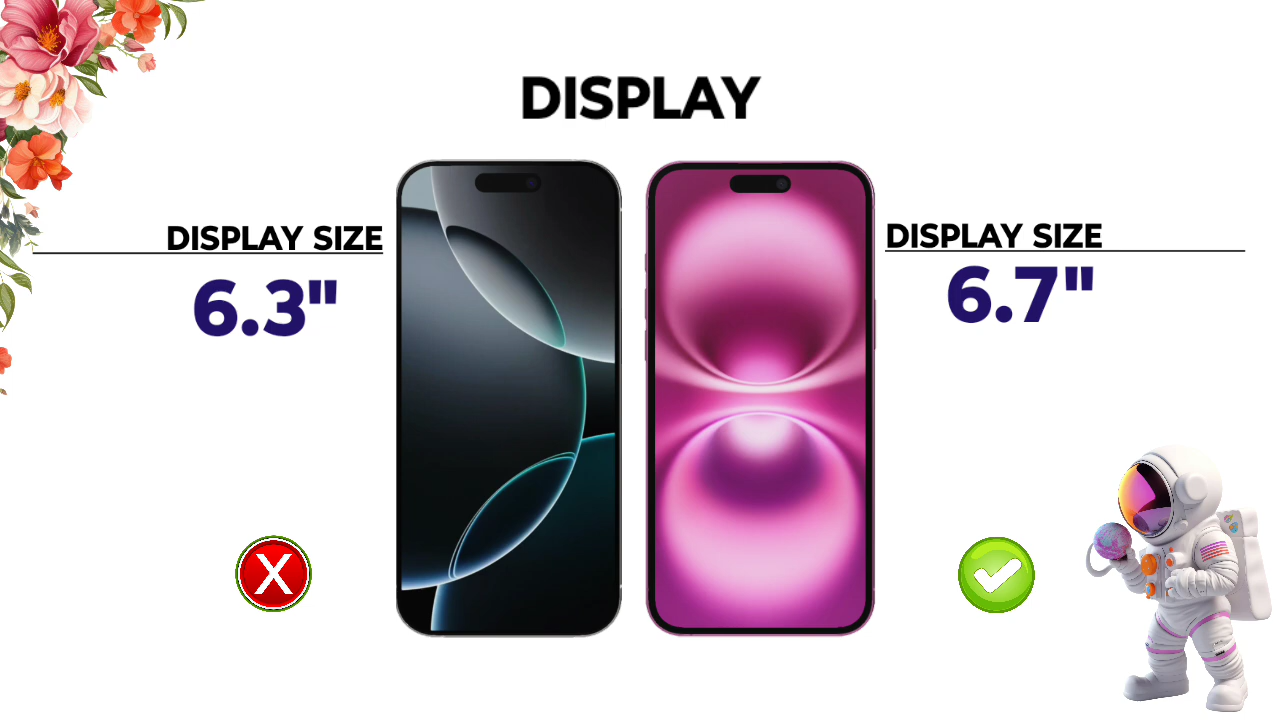 DISPLAY
DISPLAY SIZE
6.3"
DISPLAY SIZE
6.7"
X